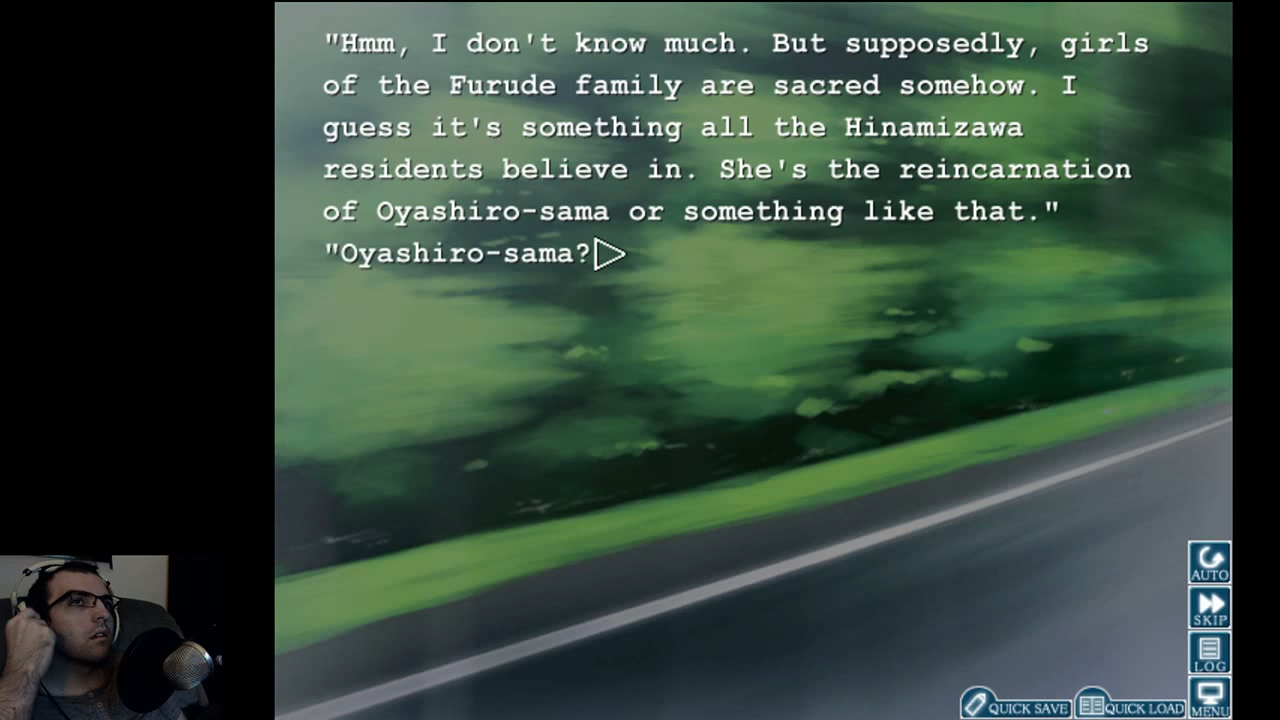 "Hmm, I don't know much. But supposedly, girls
of the Furude family are sacred somehow. I
guess it's something all the Hinamizawa
residents believe in. She's the reincarnation
of Oyashiro-sama or something like that."
"Oyashiro-sama?
AUTO
SKIP
LOG
QUICK SAVE
QUICK LOAD
MENU